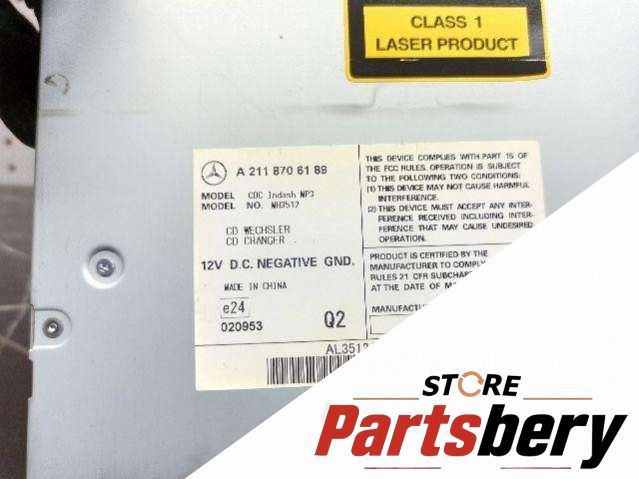 CLASS 1
LASER PRODUCT
A 211 870 61 89
MODEL CDC Indash MP3
MODEL NO. MH3512
CD WECHSLER
CD CHANGER
12V D.C. NEGATIVE GND.
MADE IN CHINA
e24
020953 Q2
THIS DEVICE COMPLIES WITH PART 15 OF
THE FCC RULES. OPERATION IS SUBJECT
TO THE FOLLOWING TWO CONDITIONS:
(1) THIS DEVICE MAY NOT CAUSE HARMFUL
INTERFERENCE.
(2) THIS DEVICE MUST ACCEPT ANY INTER-
FERENCE RECEIVED INCLUDING INTER-
FERENCE THAT MAY CAUSE UNDESIRED
OPERATION.
PRODUCT IS CERTIFIED BY THE
MANUFACTURER TO COMPLY
RULES 21 CFR
AT THE DATE OF
AL3512
STORE
Partsbery